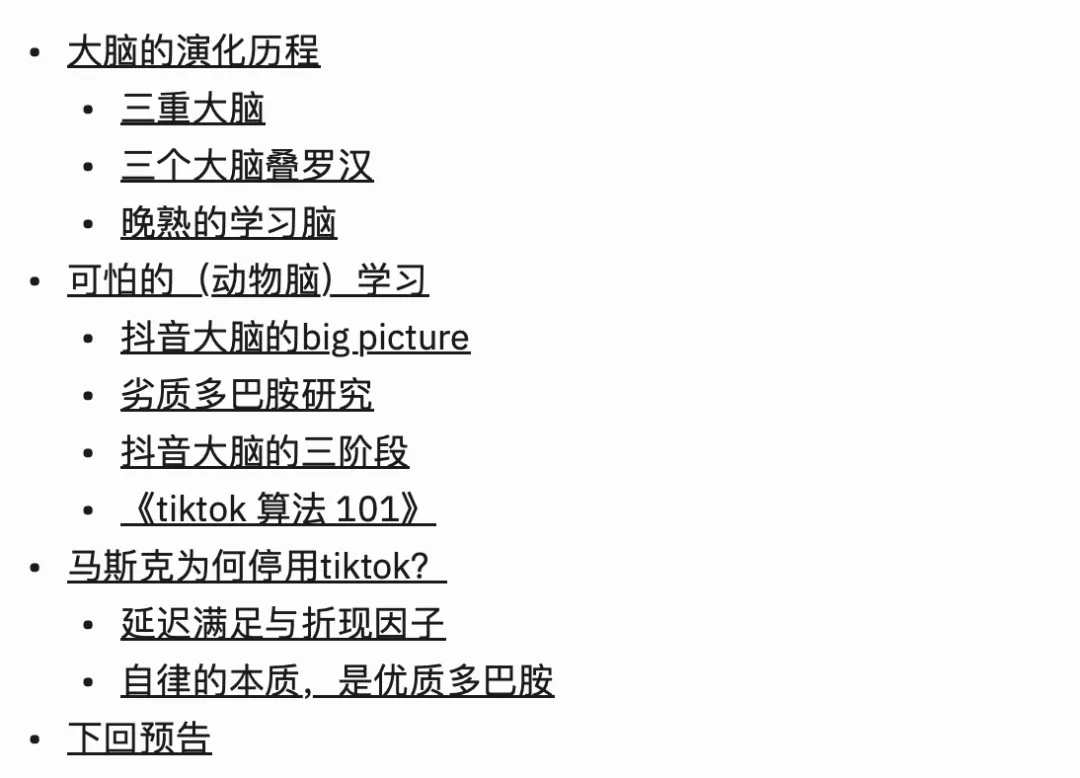 大脑的演化历程
三重大脑
三个大脑叠罗汉
晚熟的学习脑
可怕的（动物脑）学习
抖音大脑的big picture
劣质多巴胺研究
抖音大脑的三阶段
《tiktok 算法 101》
马斯克为何停用tiktok？
延迟满足与折现因子
自律的本质，是优质多巴胺
下回预告